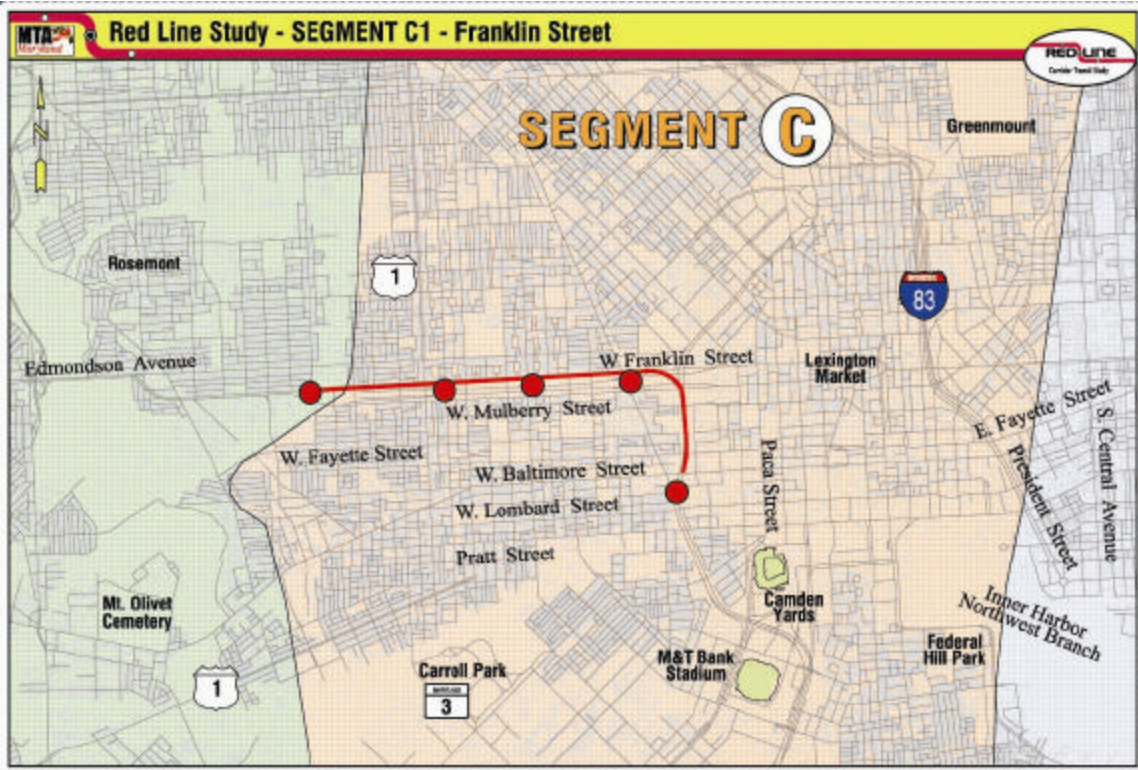 MTA
Maryland
Red Line Study - SEGMENT C1 - Franklin Street
RED LINE
Corridor Transit Study
N
SEGMENT C
Greenmount
Rosemont
1
83
Edmondson Avenue
W Franklin Street
Lexington
Market
W. Mulberry Street
E. Fayette Street
S. Central Avenue
W. Fayette Street
W. Baltimore Street
Paca Street
President Street
W. Lombard Street
Pratt Street
Mt. Olivet
Cemetery
Camden
Yards
Inner Harbor
Northwest Branch
Federal
Hill Park
M&T Bank
Stadium
Carroll Park
1
3